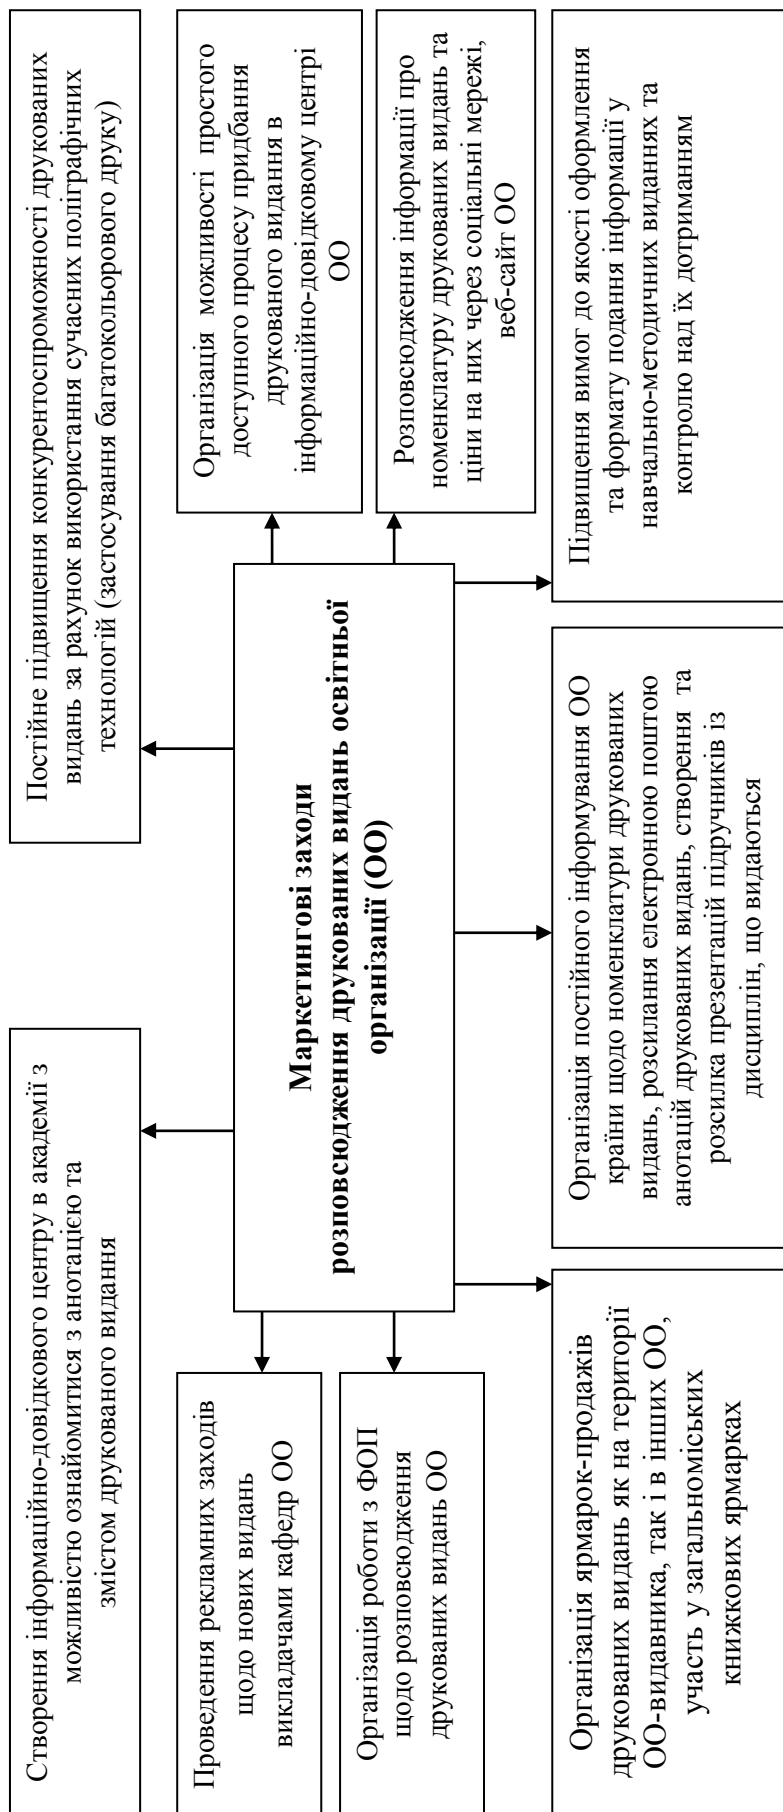 Створення інформаційно-довідкового центру в академії з
можливістю ознайомитися з анотацією та
змістом друкованого видання
Постійне підвищення конкурентоспроможності друкованих
видань за рахунок використання сучасних поліграфічних
технологій (застосування багатокольорового друку)
Проведення рекламних заходів
щодо нових видань
викладачами кафедр ОО
Організація роботи з ФОП
щодо розповсюдження
друкованих видань ОО
Маркетингові заходи
розповсюдження друкованих видань освітньої
організації (ОО)
Організація можливості простого
доступного процесу придбання
друкованого видання в
інформаційно-довідковому центрі
ОО
Розповсюдження інформації про
номенклатуру друкованих видань та
ціни на них через соціальні мережі,
веб-сайт ОО
Організація ярмарок-продажів
друкованих видань як на території
ОО-видавника, так і в інших ОО,
участь у загальноміських
книжкових ярмарках
Організація постійного інформування ОО
країни щодо номенклатури друкованих
видань, розсилання електронною поштою
анотацій друкованих видань, створення та
розсилка презентацій підручників із
дисциплін, що видаються
Підвищення вимог до якості оформлення
та формату подання інформації у
навчально-методичних виданнях та
контролю над їх дотриманням